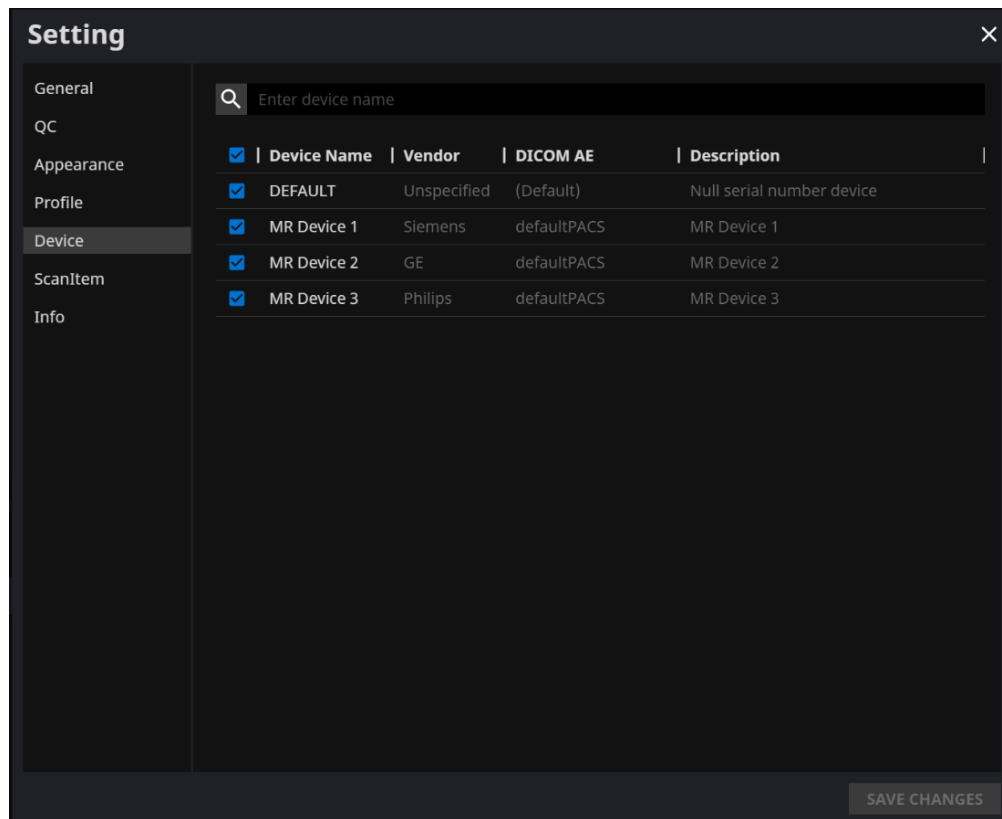 Setting
General
QC
Appearance
Profile
Device
ScanItem
Info
Enter device name
Device Name Vendor DICOM AE Description
DEFAULT Unspecified (Default) Null serial number device
MR Device 1 Siemens defaultPACS MR Device 1
MR Device 2 GE defaultPACS MR Device 2
MR Device 3 Philips defaultPACS MR Device 3
SAVE CHANGES